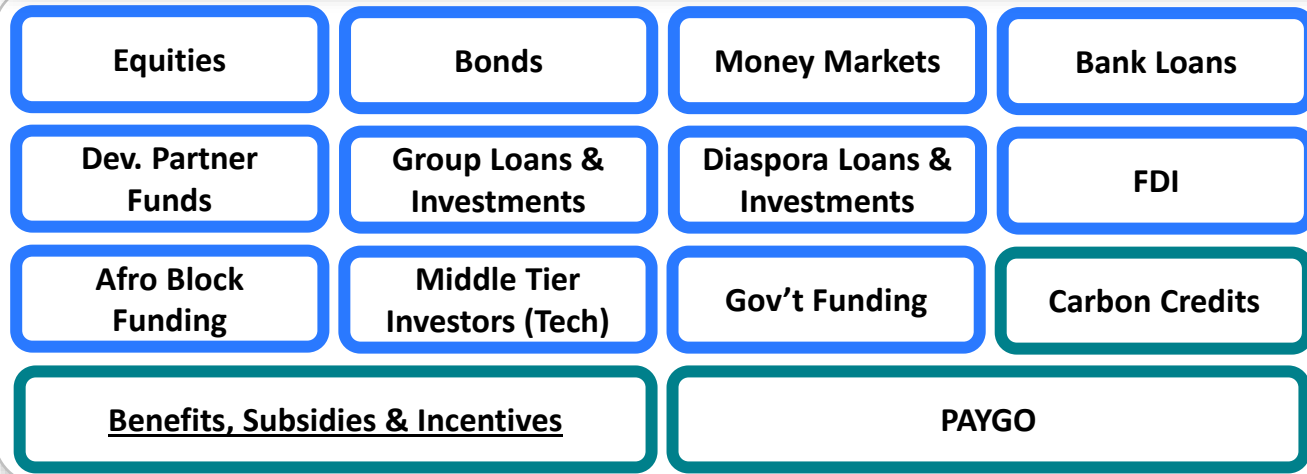 Equities
Bonds
Money Markets
Bank Loans
Dev. Partner
Funds
Group Loans &
Investments
Diaspora Loans &
Investments
FDI
Afro Block
Funding
Middle Tier
Investors (Tech)
Gov’t Funding
Carbon Credits
Benefits, Subsidies & Incentives
PAYGO